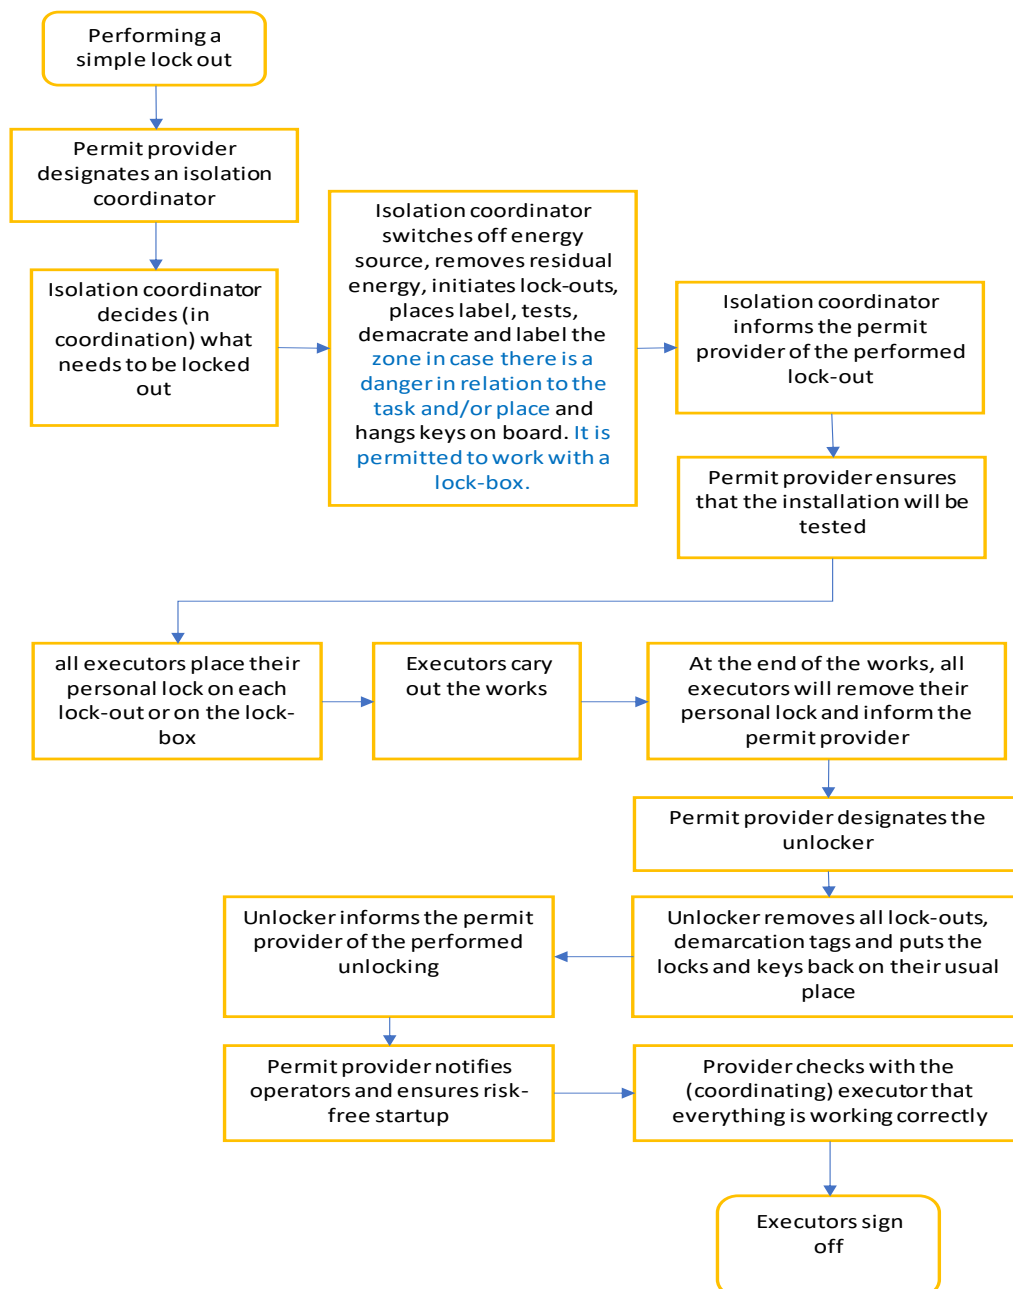 Performing a
simple lock out
Permit provider
designates an isolation
coordinator
Isolation coordinator
decides (in
coordination) what
needs to be locked
out
Isolation coordinator
switches off energy
source, removes residual
energy, initiates lock-outs,
places label, tests,
demacrate and label the
zone in case there is a
danger in relation to the
task and/or place and
hangs keys on board. It is
permitted to work with a
lock-box.
Isolation coordinator
informs the permit
provider of the performed
lock-out
Permit provider ensures
that the installation will be
tested
all executors place their
personal lock on each
lock-out or on the lock-
box
Executors cary
out the works
At the end of the works, all
executors will remove their
personal lock and inform the
permit provider
Permit provider designates the
unlocker
Unlocker removes all lock-outs,
demarcation tags and puts the
locks and keys back on their usual
place
Unlocker informs the permit
provider of the performed
unlocking
Permit provider notifies
operators and ensures risk-
free startup
Provider checks with the
(coordinating) executor that
everything is working correctly
Executors sign
off